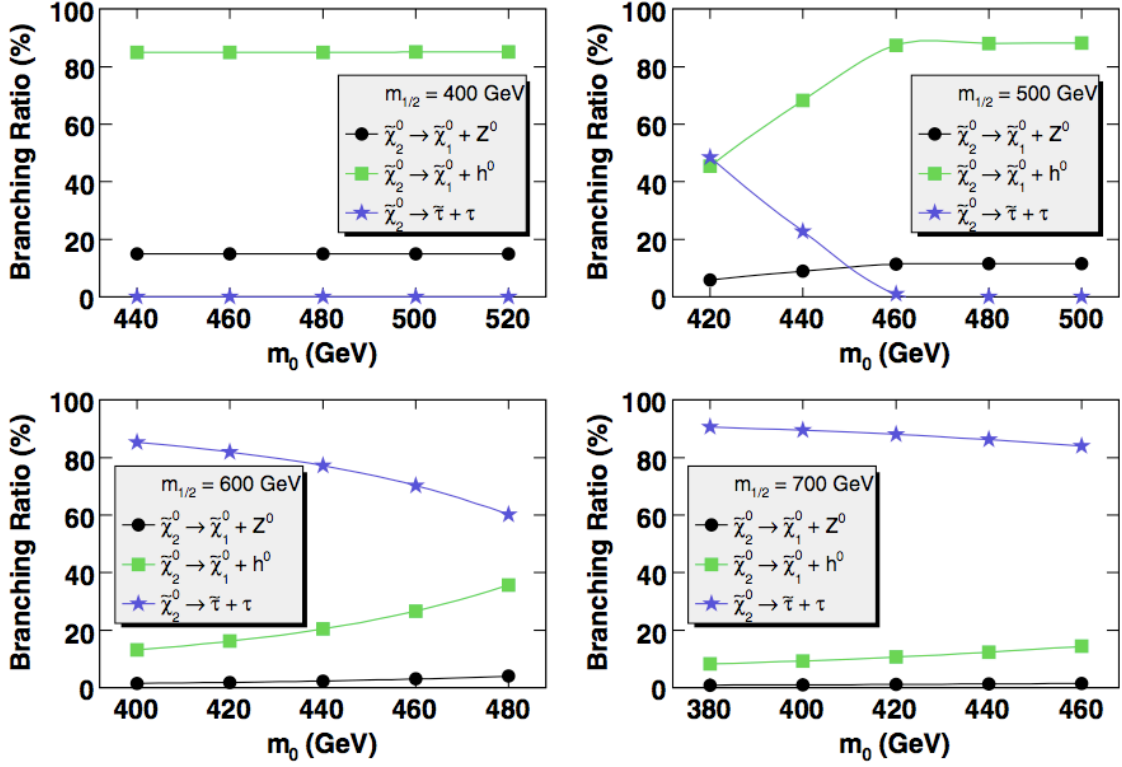 Branching Ratio (%)
100
80
60
40
20
0
m1/2 = 400 GeV
χ̃⁰₂ → χ̃⁰₁ + Z⁰
χ̃⁰₂ → χ̃⁰₁ + h⁰
χ̃⁰₂ → τ̃ + τ
440 460 480 500 520
m₀ (GeV)
Branching Ratio (%)
100
80
60
40
20
0
m1/2 = 500 GeV
χ̃⁰₂ → χ̃⁰₁ + Z⁰
χ̃⁰₂ → χ̃⁰₁ + h⁰
χ̃⁰₂ → τ̃ + τ
420 440 460 480 500
m₀ (GeV)
Branching Ratio (%)
100
80
60
40
20
0
m1/2 = 600 GeV
χ̃⁰₂ → χ̃⁰₁ + Z⁰
χ̃⁰₂ → χ̃⁰₁ + h⁰
χ̃⁰₂ → τ̃ + τ
400 420 440 460 480
m₀ (GeV)
Branching Ratio (%)
100
80
60
40
20
0
m1/2 = 700 GeV
χ̃⁰₂ → χ̃⁰₁ + Z⁰
χ̃⁰₂ → χ̃⁰₁ + h⁰
χ̃⁰₂ → τ̃ + τ
380 400 420 440 460
m₀ (GeV)